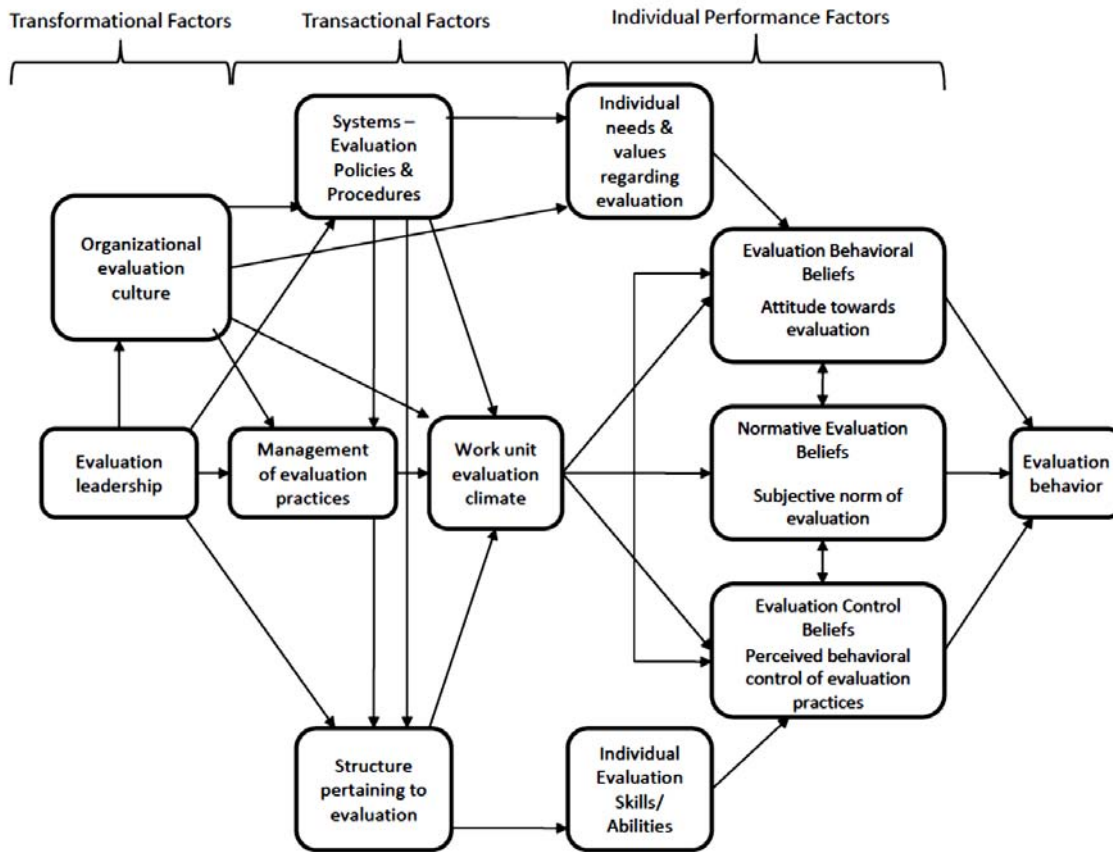 Transformational Factors
Transactional Factors
Individual Performance Factors
Systems –
Evaluation
Policies &
Procedures
Individual
needs &
values
regarding
evaluation
Organizational
evaluation
culture
Evaluation Behavioral
Beliefs
Attitude towards
evaluation
Evaluation
leadership
Management
of evaluation
practices
Work unit
evaluation
climate
Normative Evaluation
Beliefs
Subjective norm of
evaluation
Evaluation
behavior
Evaluation Control
Beliefs
Perceived behavioral
control of evaluation
practices
Structure
pertaining to
evaluation
Individual
Evaluation
Skills/
Abilities